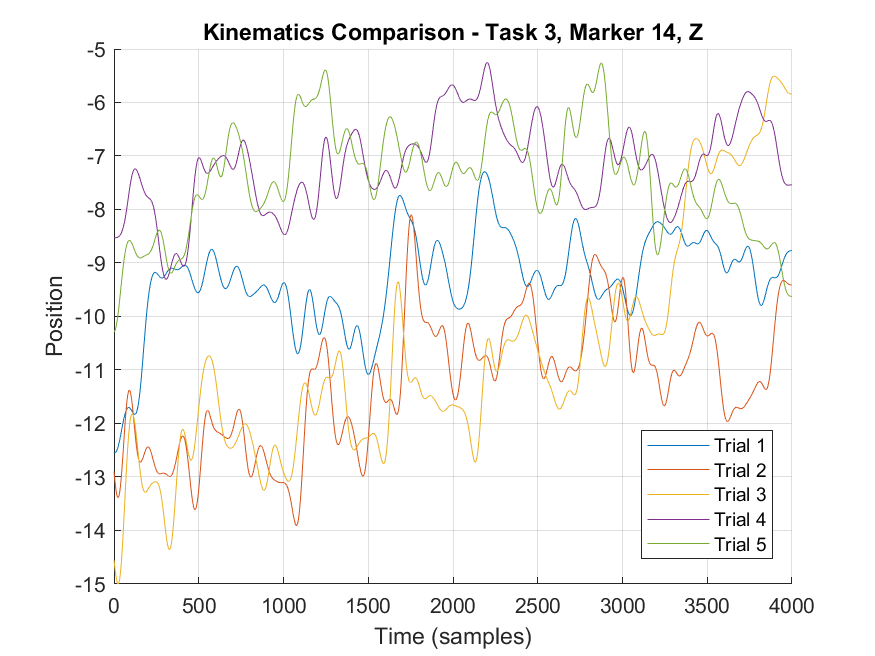 Kinematics Comparison - Task 3, Marker 14, Z
-5
-6
-7
-8
-9
-10
-11
-12
-13
-14
-15
Position
0 500 1000 1500 2000 2500 3000 3500 4000
Time (samples)
Trial 1
Trial 2
Trial 3
Trial 4
Trial 5